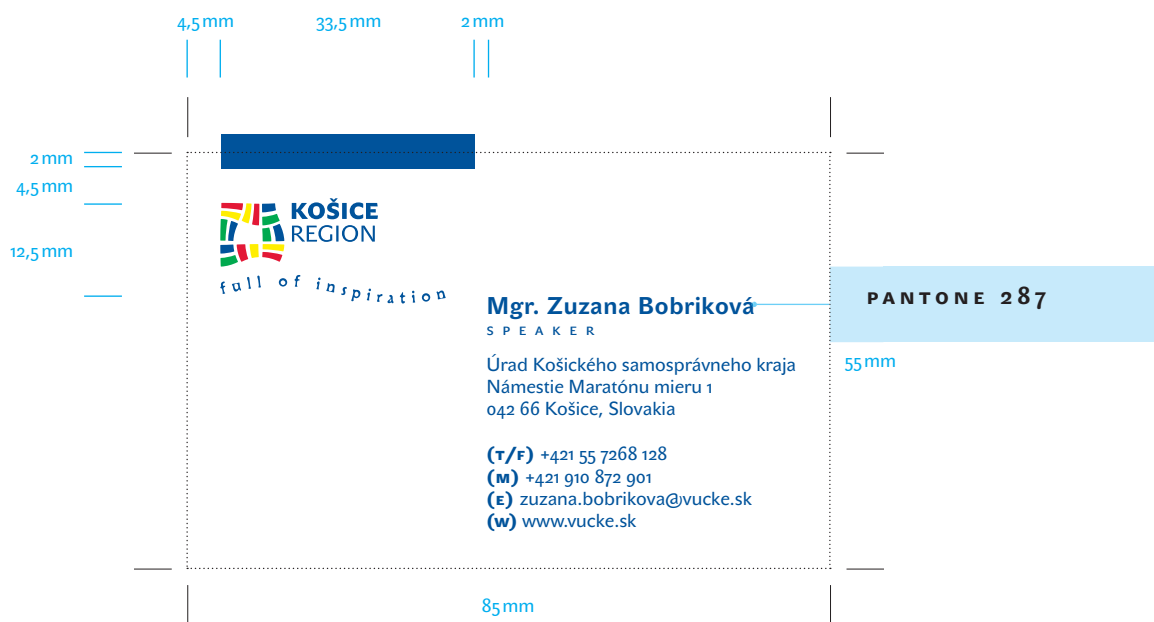 4,5 mm 33,5 mm 2 mm
2 mm
4,5 mm
12,5 mm
KOŠICE
REGION
full of inspiration
Mgr. Zuzana Bobriková
SPEAKER
PANTONE 287
Úrad Košického samosprávneho kraja
Námestie Maratónu mieru 1
042 66 Košice, Slovakia
55 mm
(T/F) +421 55 7268 128
(M) +421 910 872 901
(E) zuzana.bobrikova@vucke.sk
(W) www.vucke.sk
85 mm